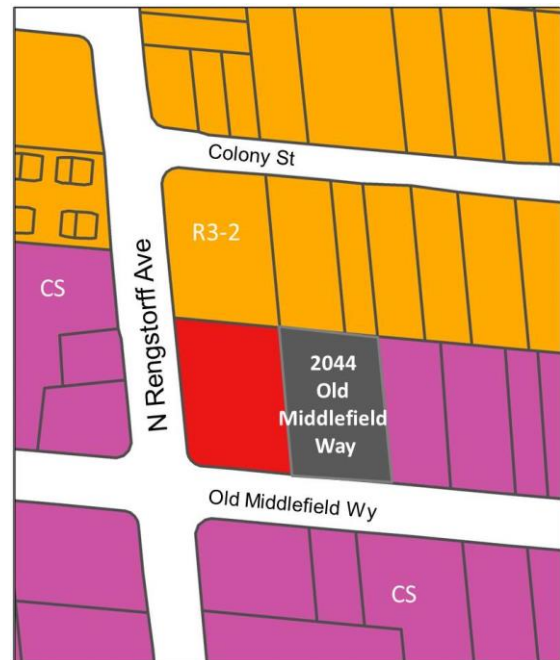 Colony St
R3-2
CS
N Rengstorff Ave
2044
Old
Middlefield
Way
Old Middlefield Wy
CS